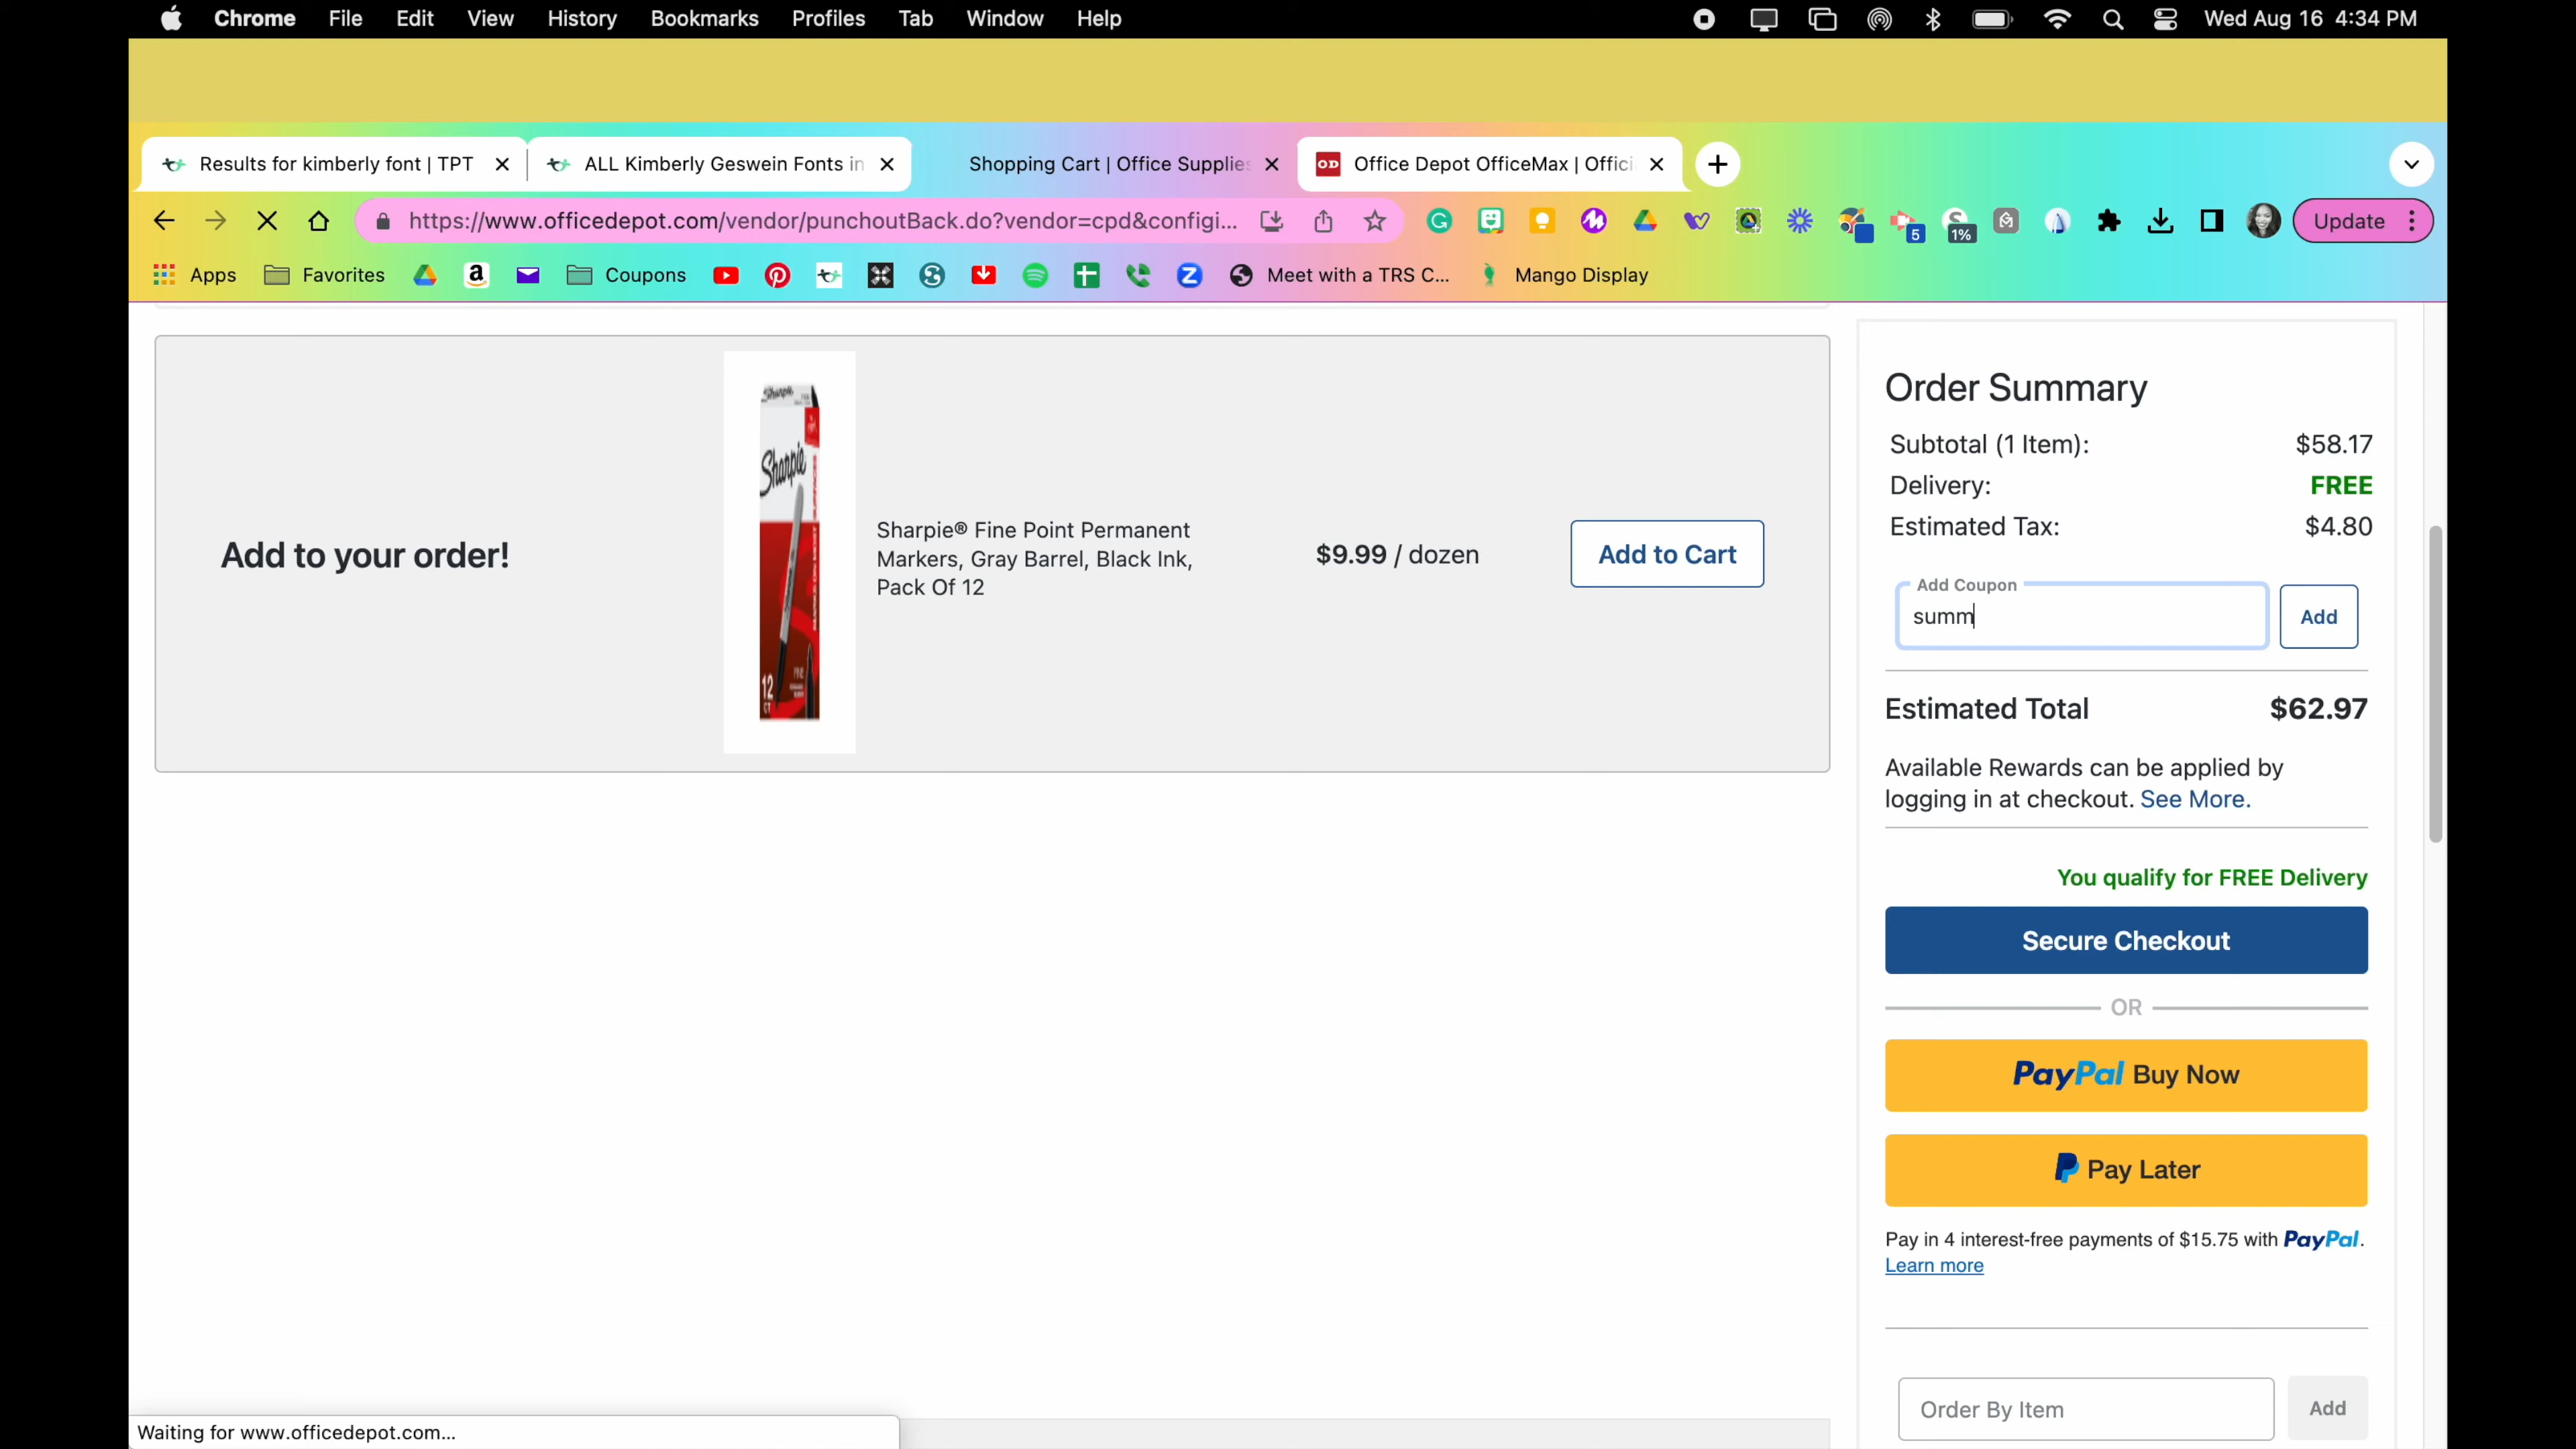 Chrome File Edit View History Bookmarks Profiles Tab Window Help Wed Aug 16 4:34 PM
Results for kimberly font | TPT ALL Kimberly Geswein Fonts in Shopping Cart | Office Supplies OD Office Depot OfficeMax | Offici
https://www.officedepot.com/vendor/punchoutBack.do?vendor=cpd&configi... 5 1% Update
Apps Favorites Coupons Meet with a TRS C... Mango Display
Add to your order!
Sharpie
Sharpie® Fine Point Permanent
Markers, Gray Barrel, Black Ink,
Pack Of 12
$9.99 / dozen
Add to Cart
12
Order Summary
Subtotal (1 Item): $58.17
Delivery: FREE
Estimated Tax: $4.80
Add Coupon
summ
Add
Estimated Total $62.97
Available Rewards can be applied by
logging in at checkout. See More.
You qualify for FREE Delivery
Secure Checkout
OR
PayPal Buy Now
Pay Later
Pay in 4 interest-free payments of $15.75 with PayPal.
Learn more
Order By Item Add
Waiting for www.officedepot.com...